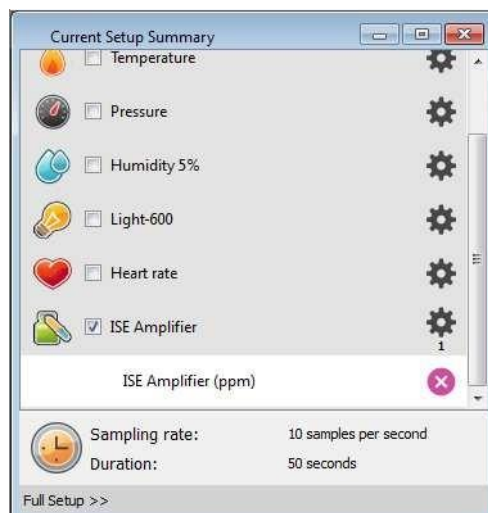 Current Setup Summary
Temperature
Pressure
Humidity 5%
Light-600
Heart rate
ISE Amplifier
1
ISE Amplifier (ppm)
Sampling rate: 10 samples per second
Duration: 50 seconds
Full Setup >>